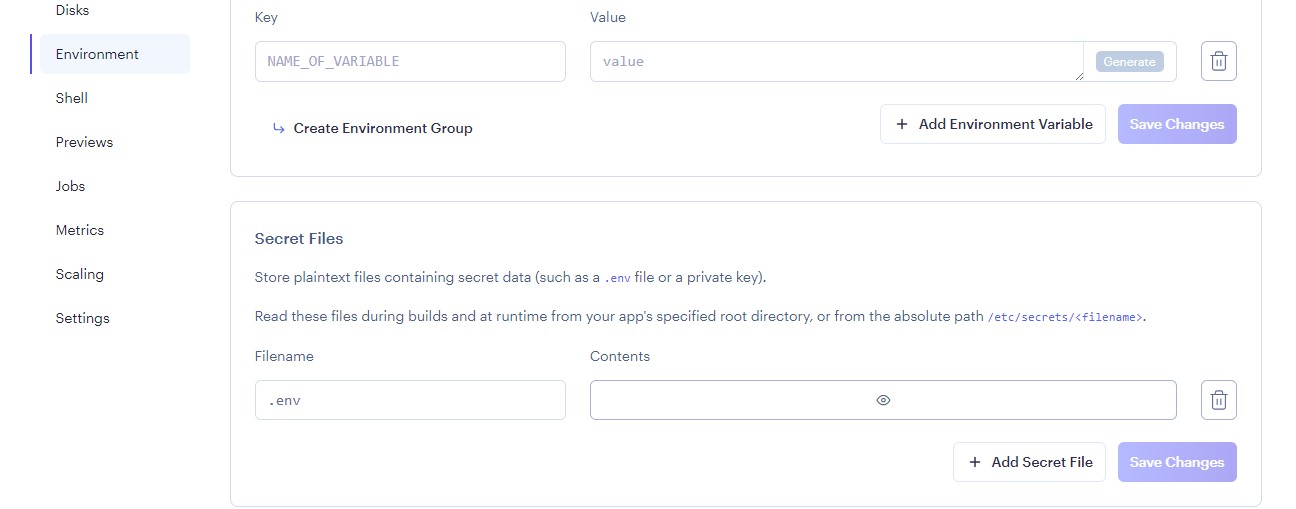 Disks
Environment
Shell
Previews
Jobs
Metrics
Scaling
Settings
Key
Value
NAME_OF_VARIABLE
value
Generate
Create Environment Group
+ Add Environment Variable
Save Changes
Secret Files
Store plaintext files containing secret data (such as a .env file or a private key).
Read these files during builds and at runtime from your app's specified root directory, or from the absolute path /etc/secrets/<filename>.
Filename
Contents
.env
+ Add Secret File
Save Changes